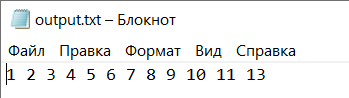 output.txt – Блокнот
Файл Правка Формат Вид Справка
1 2 3 4 5 6 7 8 9 10 11 13